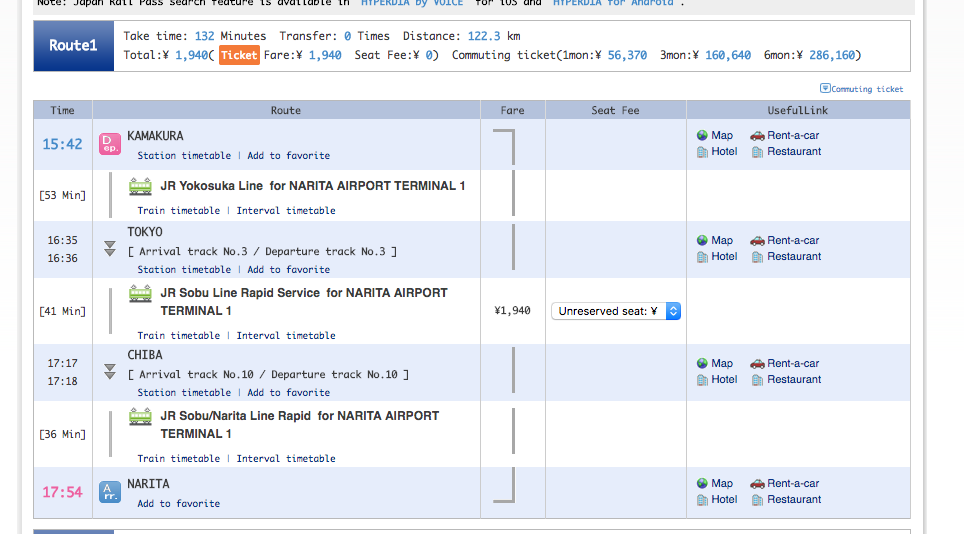 Note: Japan Rail Pass search feature is available in "HYPERDIA by VOICE" for iOS and "HYPERDIA for Android".
Route1
Take time: 132 Minutes Transfer: 0 Times Distance: 122.3 km
Total:¥ 1,940( Ticket Fare:¥ 1,940 Seat Fee:¥ 0) Commuting ticket(1mon:¥ 56,370 3mon:¥ 160,640 6mon:¥ 286,160)
Commuting ticket
Time Route Fare Seat Fee UsefulLink
15:42 Dep. KAMAKURA
Station timetable | Add to favorite
Map Rent-a-car
Hotel Restaurant
[53 Min] JR Yokosuka Line for NARITA AIRPORT TERMINAL 1
Train timetable | Interval timetable
16:35 TOKYO
16:36 [ Arrival track No.3 / Departure track No.3 ]
Station timetable | Add to favorite
Map Rent-a-car
Hotel Restaurant
[41 Min] JR Sobu Line Rapid Service for NARITA AIRPORT
TERMINAL 1
Train timetable | Interval timetable
¥1,940 Unreserved seat: ¥
17:17 CHIBA
17:18 [ Arrival track No.10 / Departure track No.10 ]
Station timetable | Add to favorite
Map Rent-a-car
Hotel Restaurant
[36 Min] JR Sobu/Narita Line Rapid for NARITA AIRPORT
TERMINAL 1
Train timetable | Interval timetable
17:54 Arr. NARITA
Add to favorite
Map Rent-a-car
Hotel Restaurant